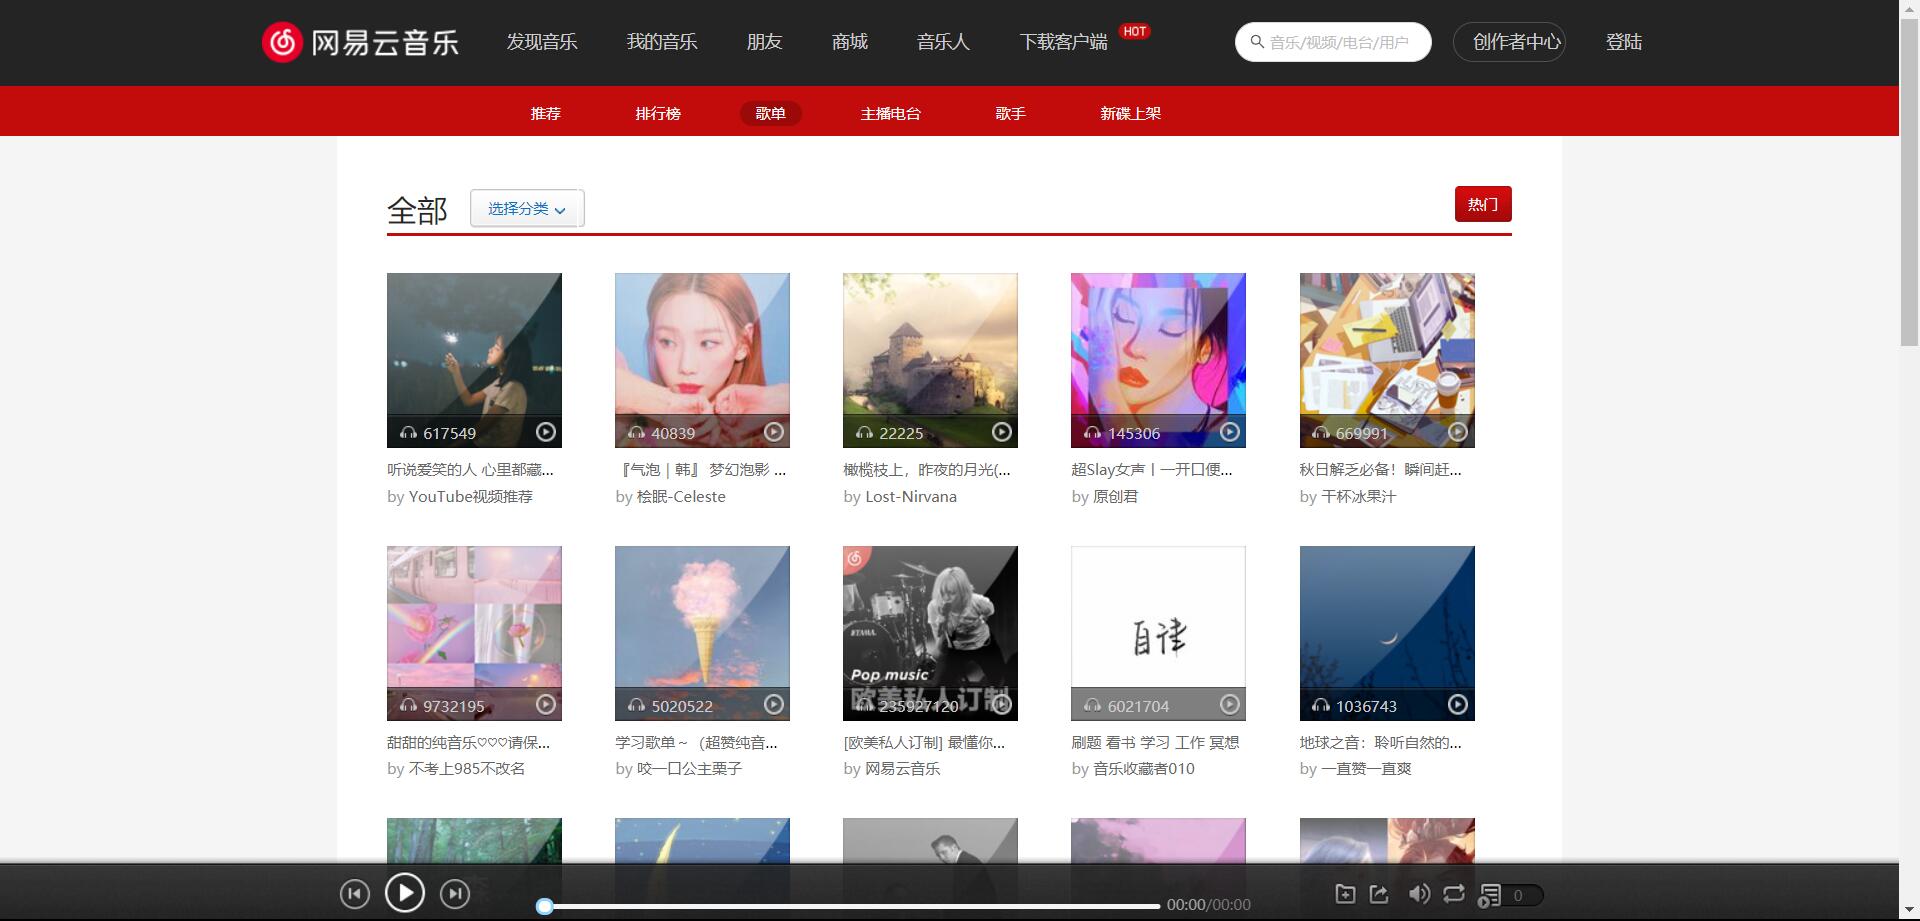 网易云音乐 发现音乐 我的音乐 朋友 商城 音乐人 下载客户端 HOT 音乐/视频/电台/用户 创作者中心 登陆
推荐 排行榜 歌单 主播电台 歌手 新碟上架
全部 选择分类 热门
617549 40839 22225 145306 669991
听说爱笑的人 心里都藏... 『气泡 | 韩』 梦幻泡影 ... 橄榄枝上，昨夜的月光(... 超Slay女声丨一开口便... 秋日解乏必备！瞬间赶...
by YouTube视频推荐 by 桧眠-Celeste by Lost-Nirvana by 原创君 by 干杯冰果汁
TAMA
自律
Pop music
欧美私人订制
9732195 5020522 235927120 6021704 1036743
甜甜的纯音乐♡♡♡请保... 学习歌单～（超赞纯音... [欧美私人订制] 最懂你... 刷题 看书 学习 工作 冥想 地球之音：聆听自然的...
by 不考上985不改名 by 咬一口公主栗子 by 网易云音乐 by 音乐收藏者010 by 一直赞一直爽
00:00/00:00 0